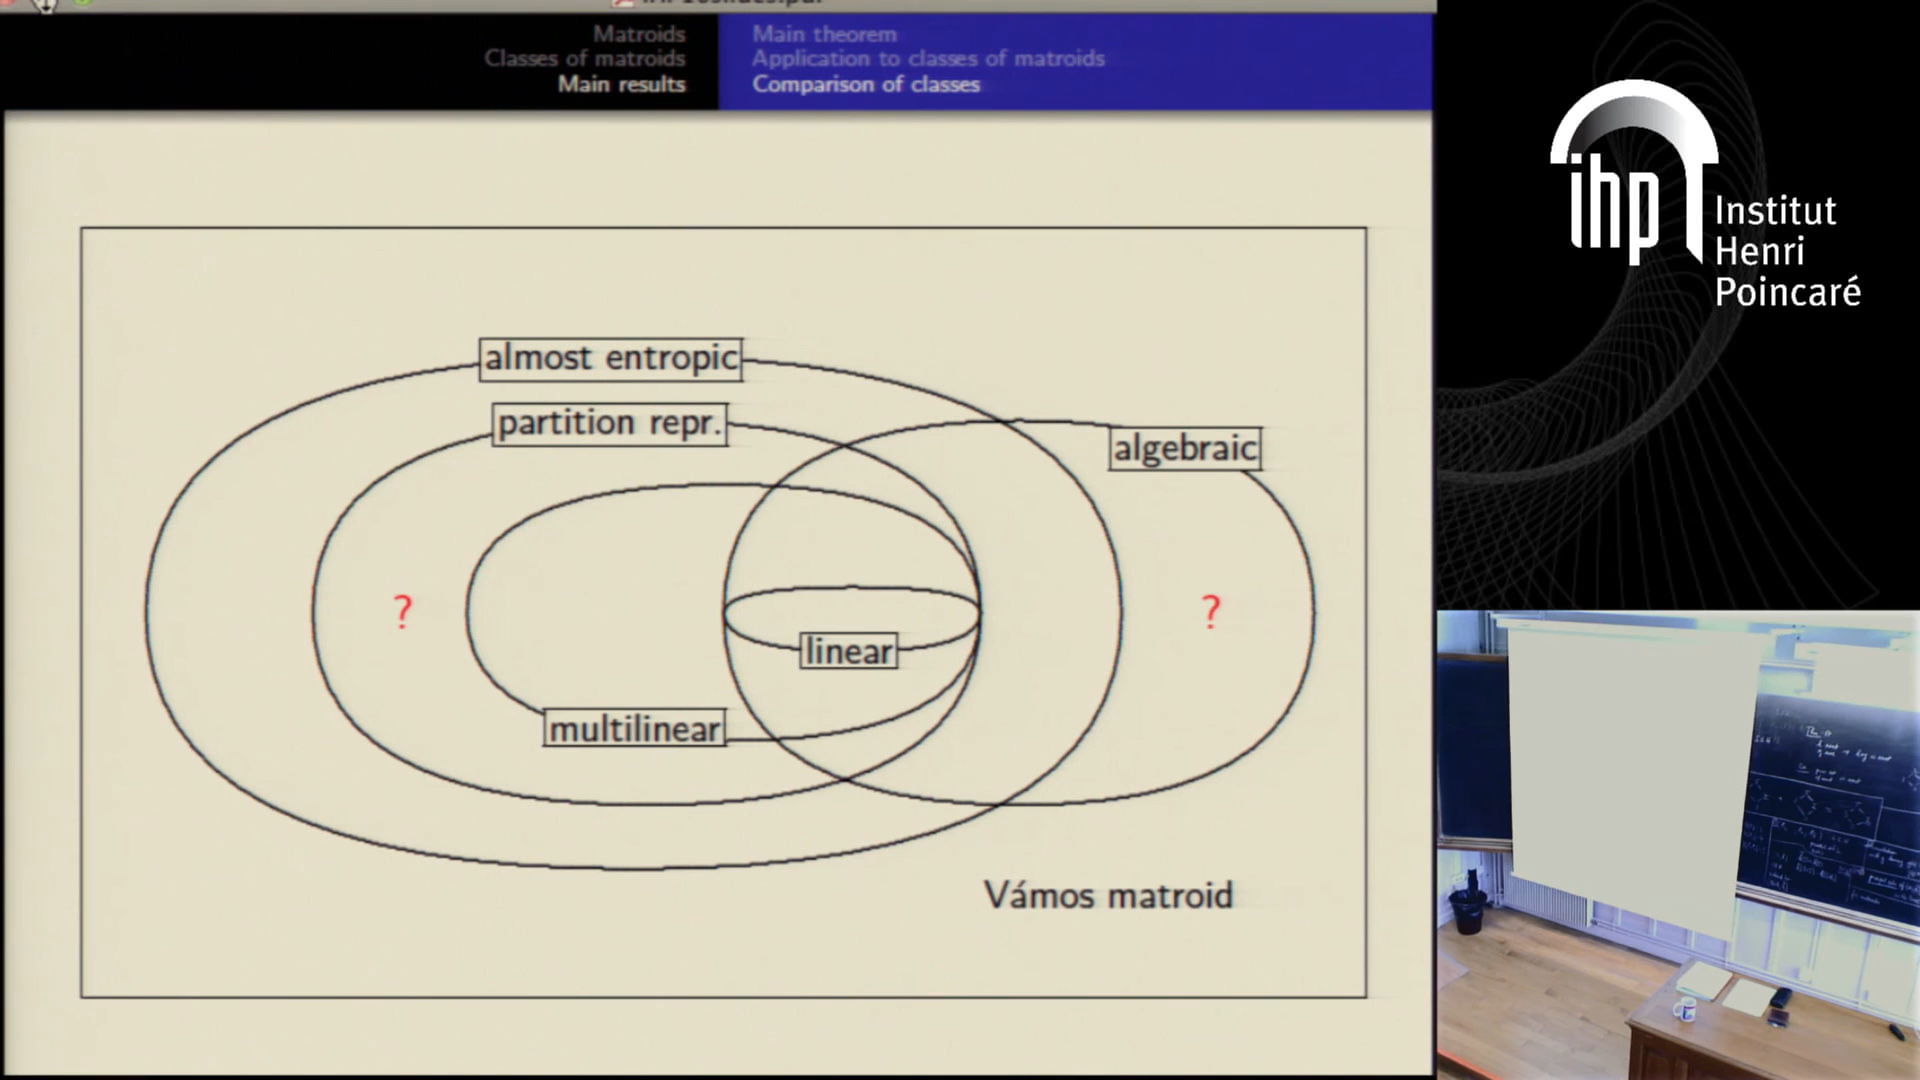 Matroids
Classes of matroids
Main results
Main theorem
Application to classes of matroids
Comparison of classes
almost entropic
partition repr.
algebraic
?
?
linear
multilinear
Vámos matroid
ihp Institut
Henri
Poincaré